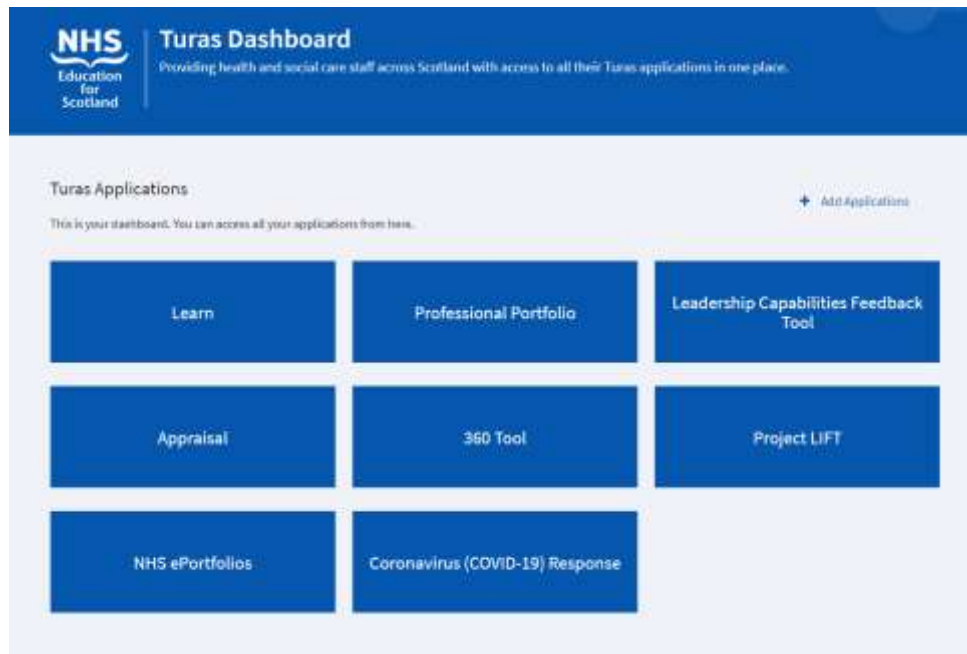 NHS
Education
for
Scotland
Turas Dashboard
Providing health and social care staff across Scotland with access to all their Turas applications in one place.
Turas Applications
+ Add Applications
This is your dashboard. You can access all your applications from here.
Learn
Professional Portfolio
Leadership Capabilities Feedback
Tool
Appraisal
360 Tool
Project LIFT
NHS ePortfolios
Coronavirus (COVID-19) Response